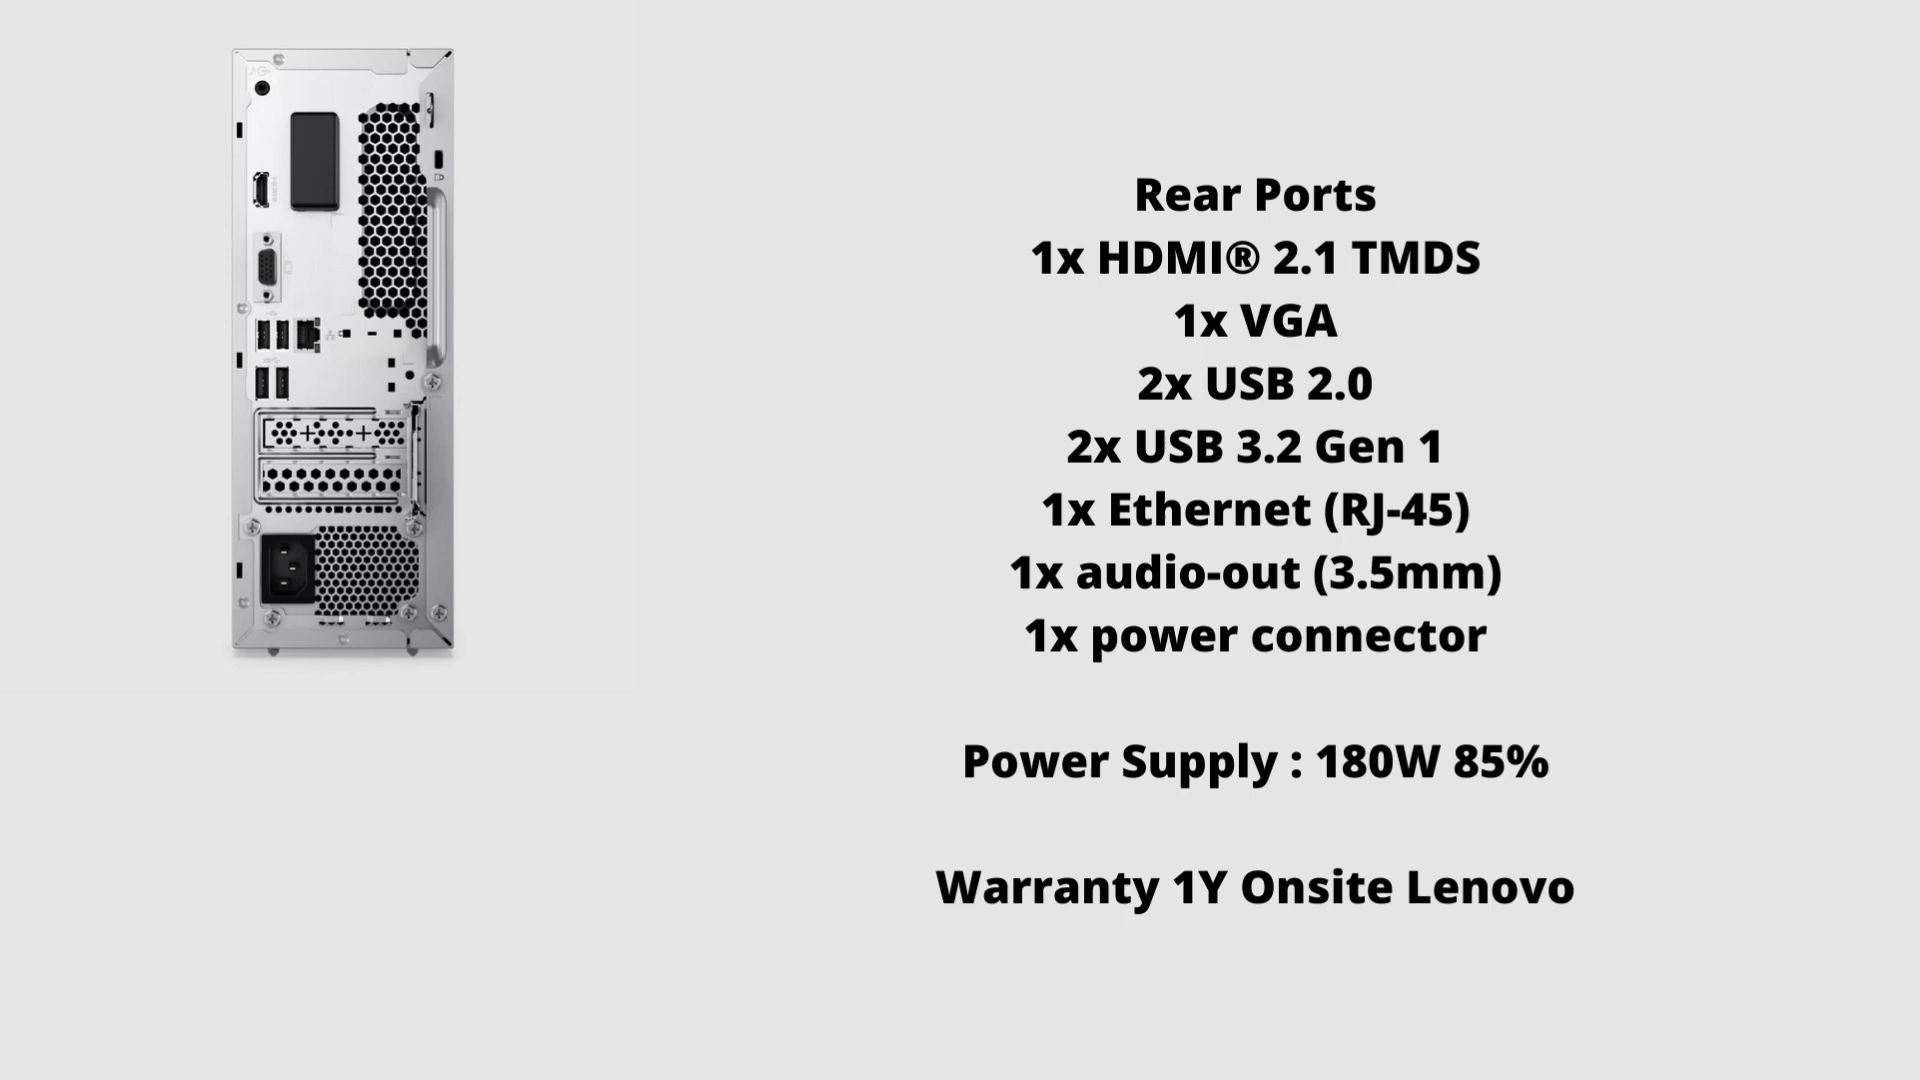 Rear Ports
1x HDMI® 2.1 TMDS
1x VGA
2x USB 2.0
2x USB 3.2 Gen 1
1x Ethernet (RJ-45)
1x audio-out (3.5mm)
1x power connector
Power Supply : 180W 85%
Warranty 1Y Onsite Lenovo